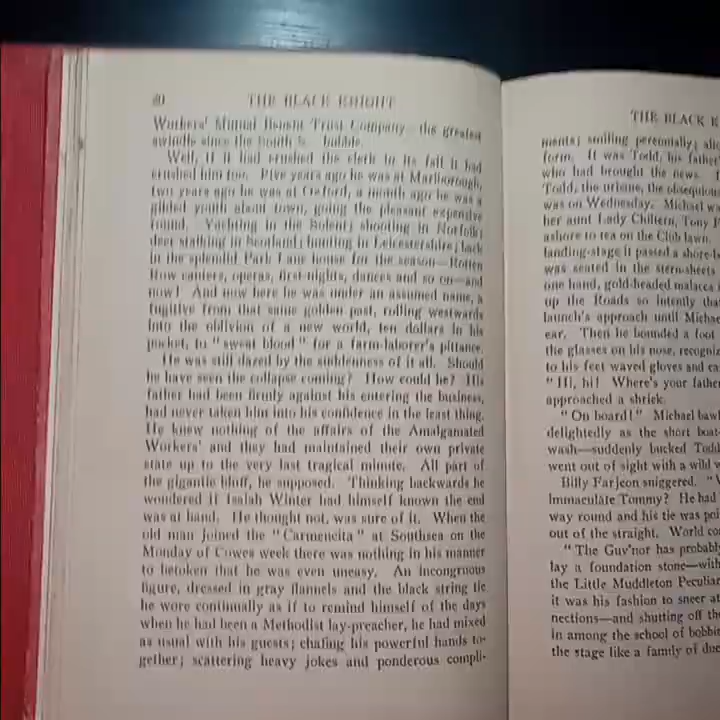 20 THE BLACK KNIGHT
Workers' Mutual Benefit Trust Company—the greatest
swindle since the South S. bubble.
Well, if it had crushed the clerk in its fall it had
crushed him too. Five years ago he was at Marlborough,
two years ago he was at Oxford, a month ago he was a
gilded youth about town, going the pleasant expensive
round. Yachting in the Solent; shooting in Norfolk;
deer stalking in Scotland; hunting in Leicestershire; back
in the splendid Park Lane house for the season—Rotten
Row canters, operas, first-nights, dances and so on—and
now! And now here he was under an assumed name, a
fugitive from that same golden past, rolling westwards
into the oblivion of a new world, ten dollars in his
pocket, to "sweat blood" for a farm-laborer's pittance.
He was still dazed by the suddenness of it all. Should
he have seen the collapse coming? How could he? His
father had been firmly against his entering the business,
had never taken him into his confidence in the least thing.
He knew nothing of the affairs of the Amalgamated
Workers' and they had maintained their own private
state up to the very last tragical minute. All part of
the gigantic bluff, he supposed. Thinking backwards he
wondered if Isaiah Winter had himself known the end
was at hand. He thought not, was sure of it. When the
old man joined the "Carmencita" at Southsea on the
Monday of Cowes week there was nothing in his manner
to betoken that he was even uneasy. An incongruous
figure, dressed in gray flannels and the black string tie
he wore continually as if to remind himself of the days
when he had been a Methodist lay-preacher, he had mixed
as usual with his guests; chafing his powerful hands to-
gether; scattering heavy jokes and ponderous compli-
THE BLACK K
ments; smiling perennially;
form. It was Todd, his father
who had brought the news.
Todd, the urbane, the obsequious
was on Wednesday. Michael wa
her aunt Lady Chiltern, Tony F
ashore to tea on the Club lawn.
landing-stage it passed a shore-b
was seated in the stern-sheets
one hand, gold-headed malacca
up the Roads so intently tha
launch's approach until Michae
ear. Then he bounded a foot
the glasses on his nose, recogniz
to his feet waved gloves and ca
"Hi, hi! Where's your father
approached a shriek.
"On board!" Michael bawl
delightedly as the short boat
wash—suddenly bucked Todd
went out of sight with a wild w
Billy Farjeon sniggered. "
Immaculate Tommy? He had
way round and his tie was poi
out of the straight. World co
"The Guv'nor has probabl
lay a foundation stone—with
the Little Muddleton Peculiar
it was his fashion to sneer at
nections—and shutting off th
in among the school of bobbi
the stage like a family of duc